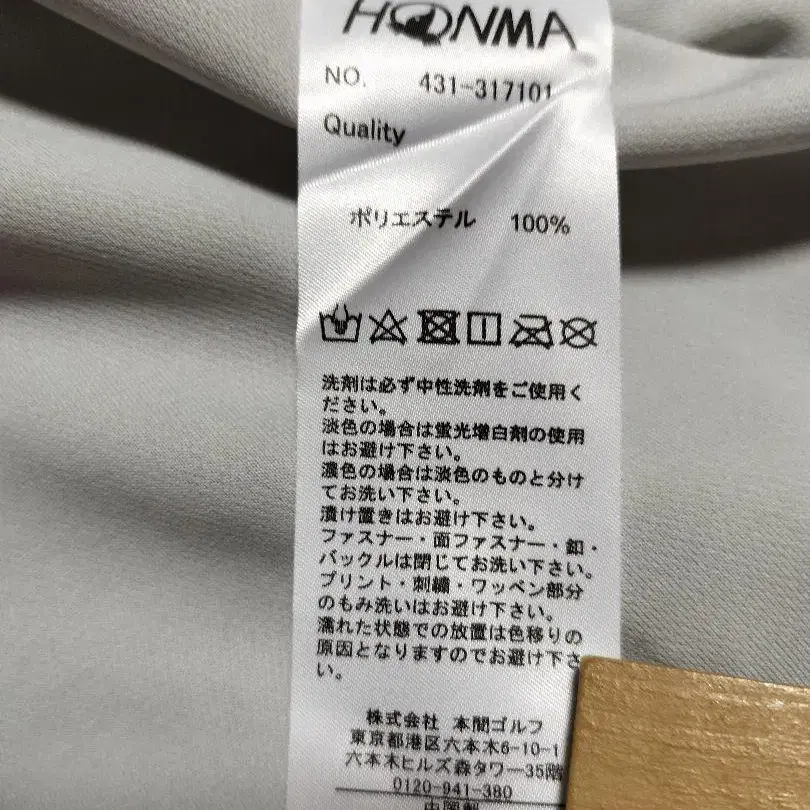 HONMA
NO. 431-317101
Quality
ポリエステル 100%
洗剤は必ず中性洗剤をご使用く
ださい。
淡色の場合は蛍光増白剤の使用
はお避け下さい。
濃色の場合は淡色のものと分け
てお洗い下さい。
漬け置きはお避け下さい。
ファスナー・面ファスナー・釦・
バックルは閉じてお洗い下さい。
プリント・刺繍・ワッペン部分
のもみ洗いはお避け下さい。
濡れた状態での放置は色移りの
原因となりますのでお避け下さ
い。
株式会社 本間ゴルフ
東京都港区六本木6-10-1
六本木ヒルズ森タワー35階
0120-941-380